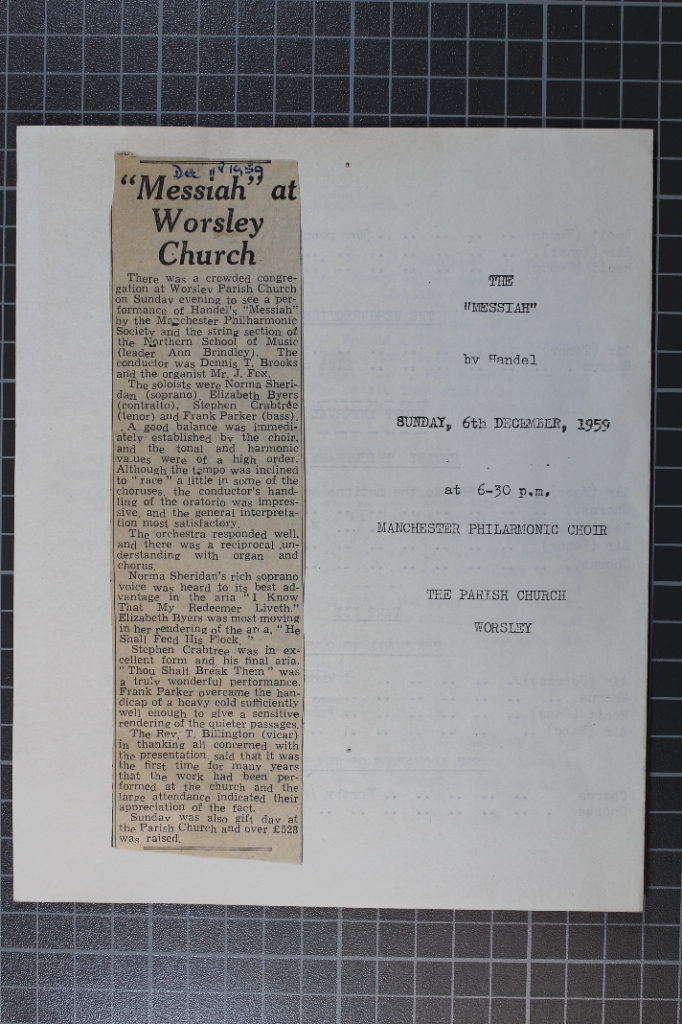 Dec 11th 1959
"Messiah" at
Worsley
Church
There was a crowded congre-
gation at Worsley Parish Church
on Sunday evening to see a per-
formance of Handel's "Messiah"
by the Manchester Philharmonic
Society and the string section of
the Northern School of Music
(leader Ann Brindley). The
conductor was Dennis T. Brooks
and the organist Mr. J. Fox.
The soloists were Norma Sheri-
dan (soprano), Elizabeth Byers
(contralto), Stephen Crabtree
(tenor) and Frank Parker (bass).
A good balance was immedi-
ately established by the choir,
and the tonal and harmonic
values were of a high order.
Although the tempo was inclined
to "race" a little in some of the
choruses, the conductor's hand-
ling of the oratorio was impres-
sive, and the general interpreta-
tion most satisfactory.
The orchestra responded well,
and there was a reciprocal un-
derstanding with organ and
chorus.
Norma Sheridan's rich soprano
voice was heard to its best ad-
vantage in the aria "I Know
That My Redeemer Liveth."
Elizabeth Byers was most moving
in her rendering of the aria, "He
Shall Feed His Flock."
Stephen Crabtree was in ex-
cellent form and his final aria,
"Thou Shalt Break Them" was
a truly wonderful performance.
Frank Parker overcame the han-
dicap of a heavy cold sufficiently
well enough to give a sensitive
rendering of the quieter passages.
The Rev. T. Billington (vicar)
in thanking all concerned with
the presentation, said that it was
the first time for many years
that the work had been per-
formed at the church and the
large attendance indicated their
appreciation of the fact.
Sunday was also gift day at
the Parish Church and over £528
was raised.
THE
"MESSIAH"
by Handel
SUNDAY, 6th DECEMBER, 1959
at 6-30 p.m.
MANCHESTER PHILARMONIC CHOIR
THE PARISH CHURCH
WORSLEY